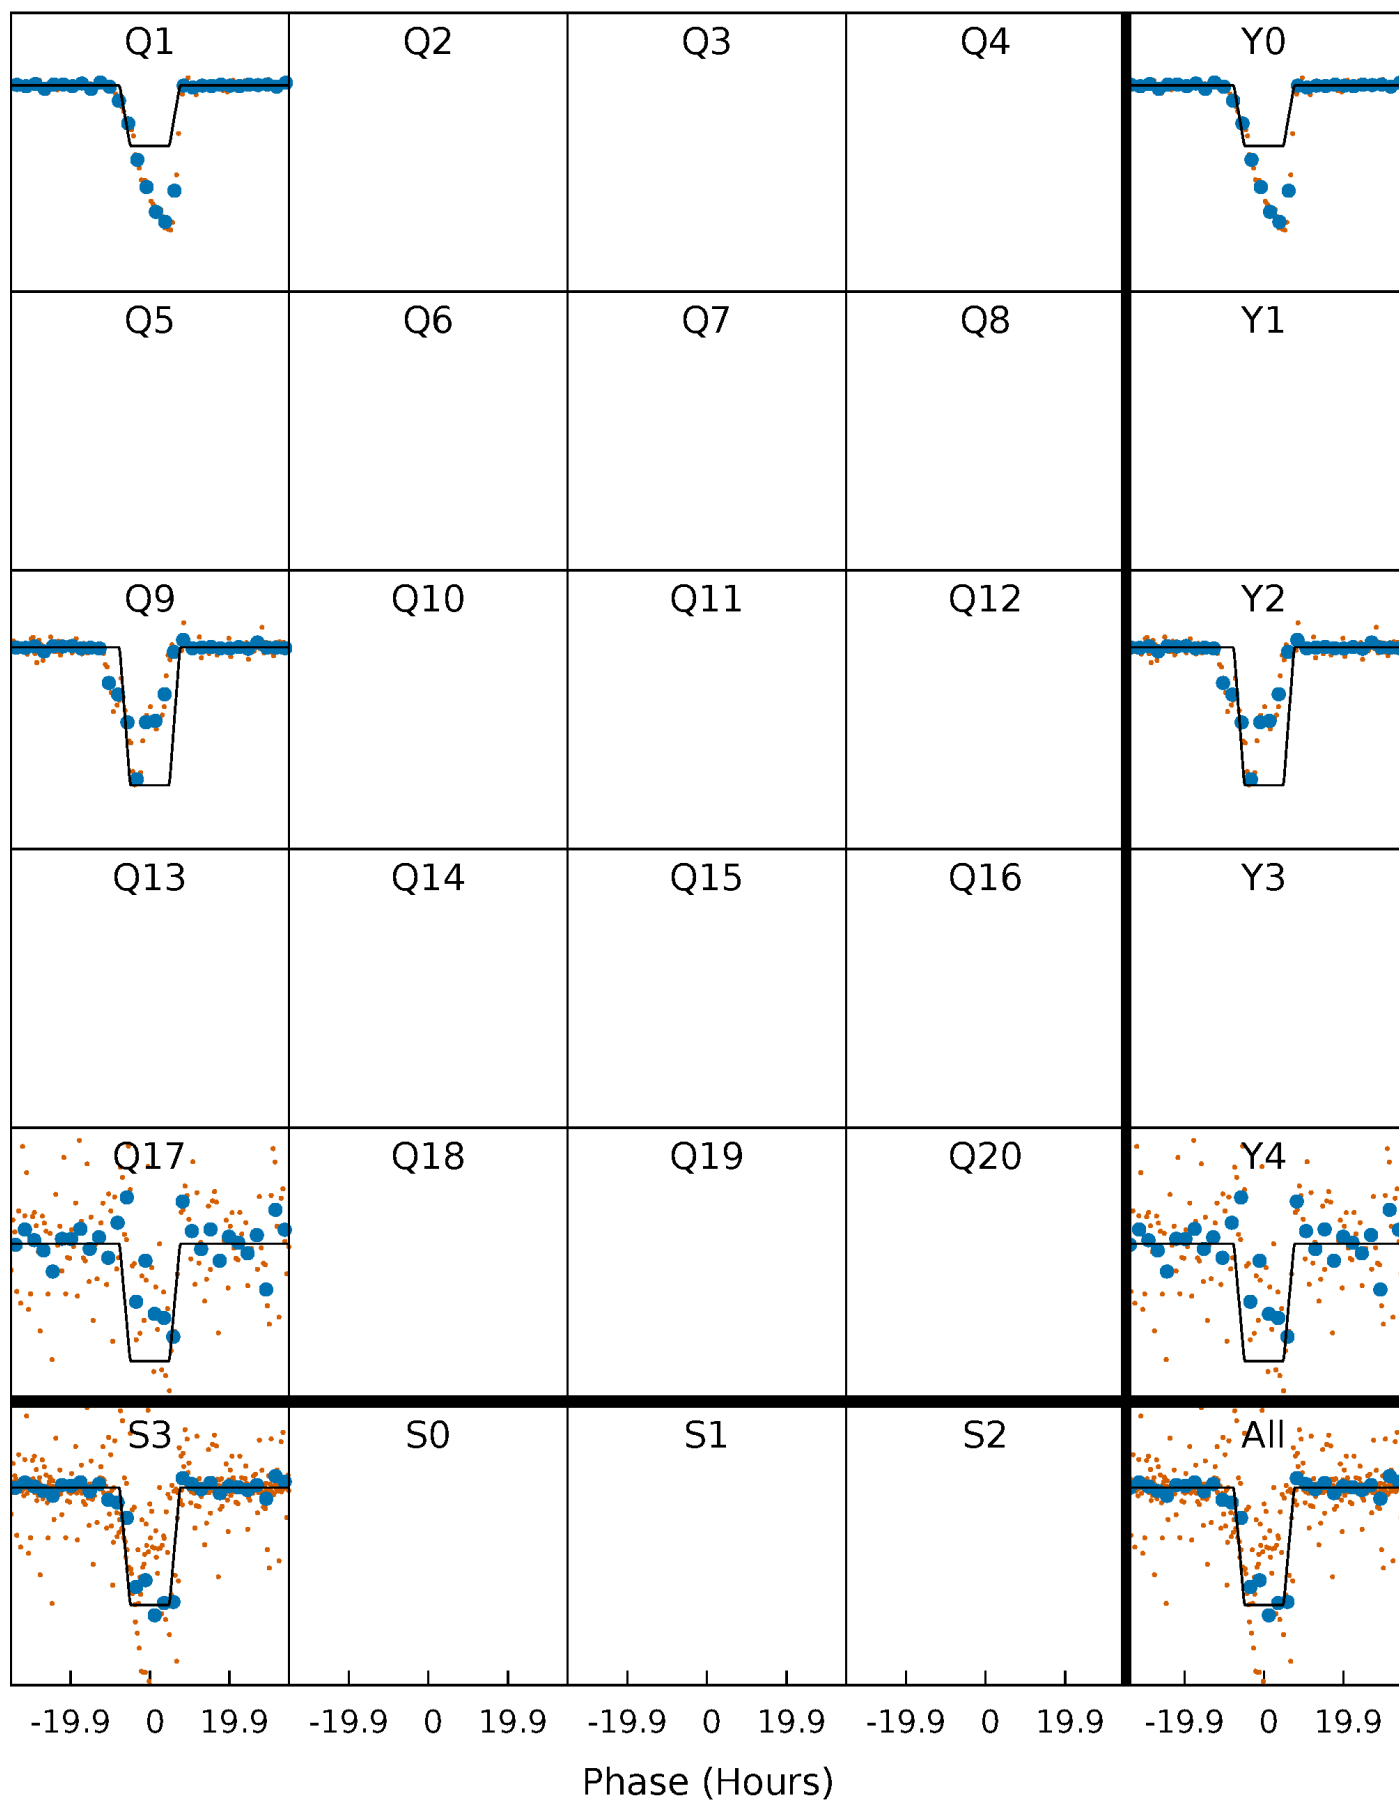 Q1 Q2 Q3 Q4 Y0
Q5 Q6 Q7 Q8 Y1
Q9 Q10 Q11 Q12 Y2
Q13 Q14 Q15 Q16 Y3
Q17 Q18 Q19 Q20 Y4
S3 S0 S1 S2 All
-19.9 0 19.9 -19.9 0 19.9 -19.9 0 19.9 -19.9 0 19.9 -19.9 0 19.9
Phase (Hours)